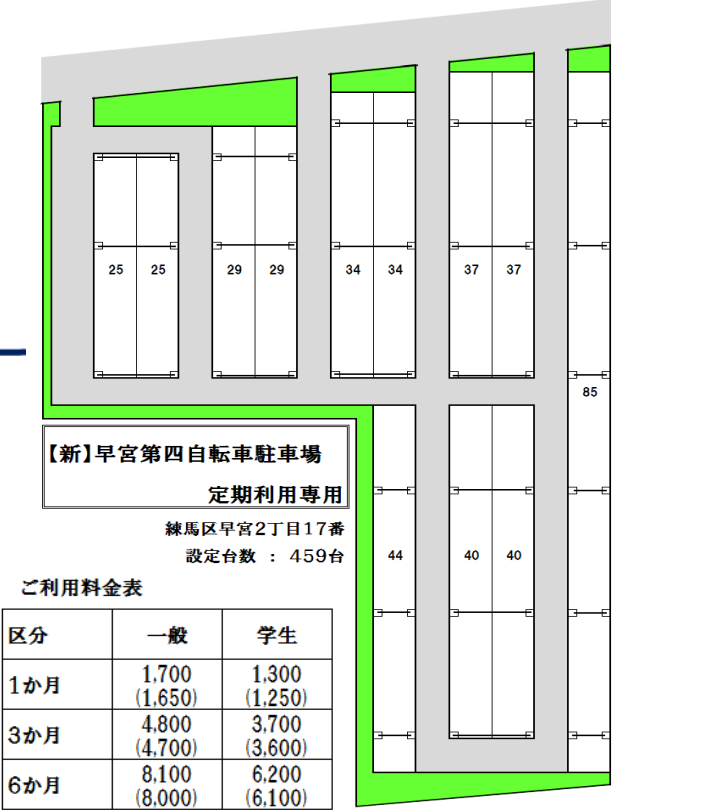 25 25 29 29 34 34 37 37
85
【新】早宮第四自転車駐車場
定期利用専用
練馬区早宮2丁目17番
設定台数 : 459台
44 40 40
ご利用料金表
区分 一般 学生
1か月 1,700 1,300
(1,650) (1,250)
3か月 4,800 3,700
(4,700) (3,600)
6か月 8,100 6,200
(8,000) (6,100)